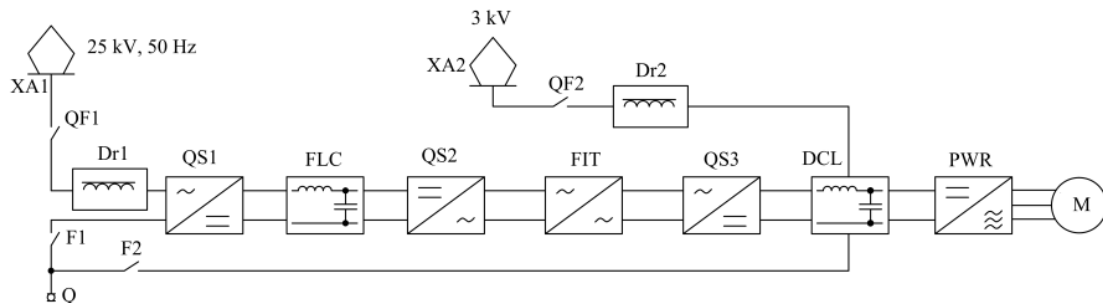 25 kV, 50 Hz
3 kV
XA1
XA2
QF1
QF2
Dr2
Dr1
QS1
FLC
QS2
FIT
QS3
DCL
PWR
M
F1
F2
Q